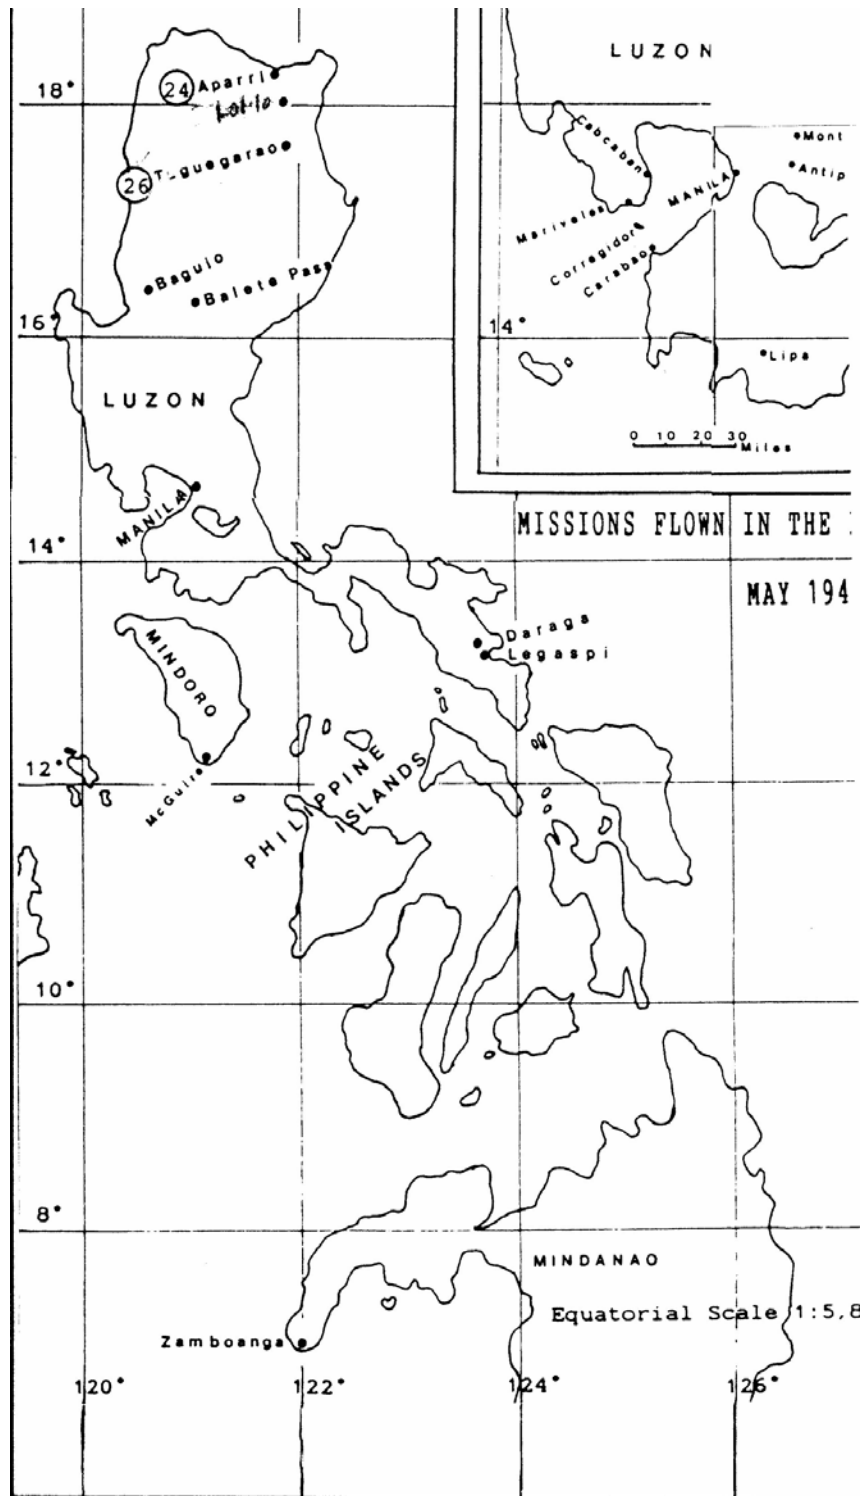 LUZON
18°
24
Aparri
26
T_guegarao
Baguio
Balete Pass
16°
LUZON
MANILA
14°
Cabcaben
MANILA
Mont
Antip
Mariveles
Corregidor
Carabao
14°
Lipa
0 10 20 30
Miles
MISSIONS FLOWN IN THE
MAY 194
MINDORO
Daraga
Legaspi
12°
McGuire
PHILIPPINE
ISLANDS
10°
8°
MINDANAO
Equatorial Scale 1:5,8
Zamboanga
120°
122°
124°
126°